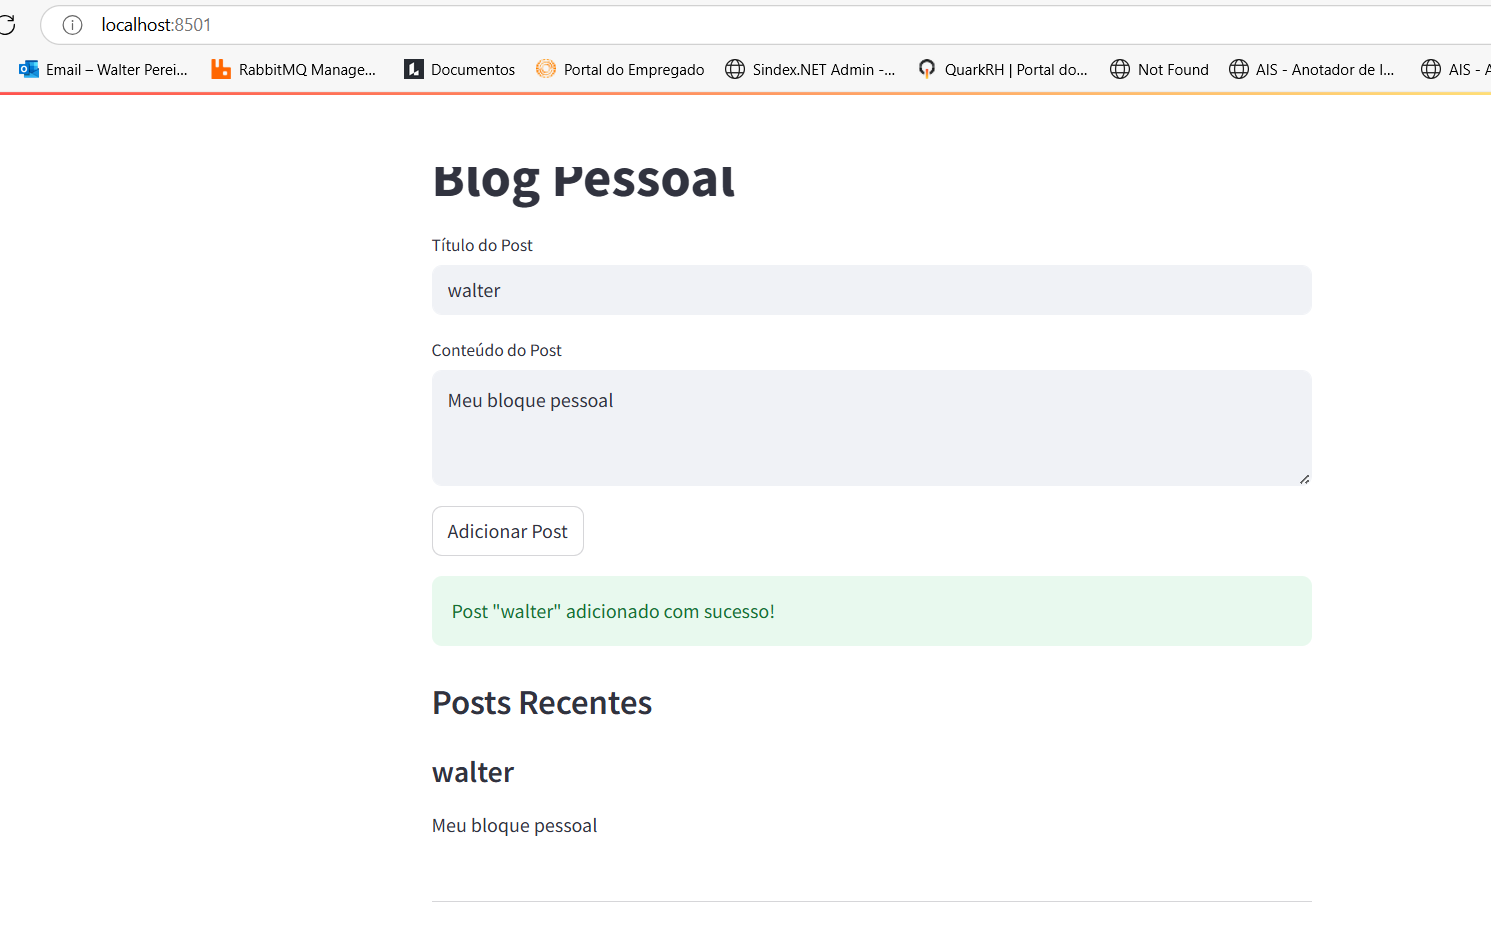 localhost:8501
Email – Walter Perei... RabbitMQ Manage... Documentos Portal do Empregado Sindex.NET Admin -... QuarkRH | Portal do... Not Found AIS - Anotador de I... AIS - A
Blog Pessoal
Título do Post
walter
Conteúdo do Post
Meu bloque pessoal
Adicionar Post
Post "walter" adicionado com sucesso!
Posts Recentes
walter
Meu bloque pessoal